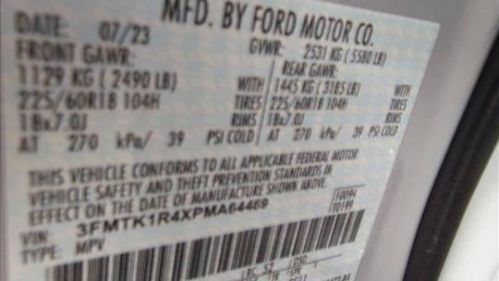 MFD. BY FORD MOTOR CO.
DATE: 07/23 GVWR: 2531 KG (5580 LB)
FRONT GAWR: REAR GAWR:
1129 KG (2490 LB) WITH 1445 KG (3185 LB) WITH
225/60R18 104H TIRES 225/60R18 104H TIRES
18x7.0J RIMS 18x7.0J RIMS
AT 270 kPa/ 39 PSI COLD AT 270 kPa/ 39 PSI COLD
THIS VEHICLE CONFORMS TO ALL APPLICABLE FEDERAL MOTOR
VEHICLE SAFETY AND THEFT PREVENTION STANDARDS IN
EFFECT ON THE DATE OF MANUFACTURE SHOWN ABOVE.
VIN: 3FMTK1R4XPMA64469 F0094
TYPE: MPV T0199
DSO